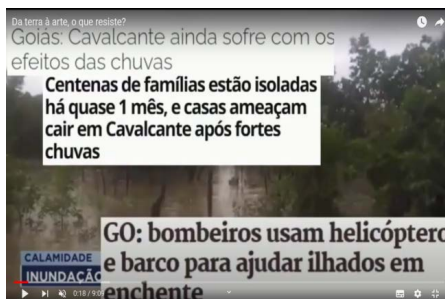 Da terra à arte, o que resiste?
Goiás: Cavalcante ainda sofre com os
efeitos das chuvas
Centenas de famílias estão isoladas
há quase 1 mês, e casas ameaçam
cair em Cavalcante após fortes
chuvas
GO: bombeiros usam helicóptero
e barco para ajudar ilhados em
enchente
CALAMIDADE
INUNDAÇÃO
0:18 / 9:09